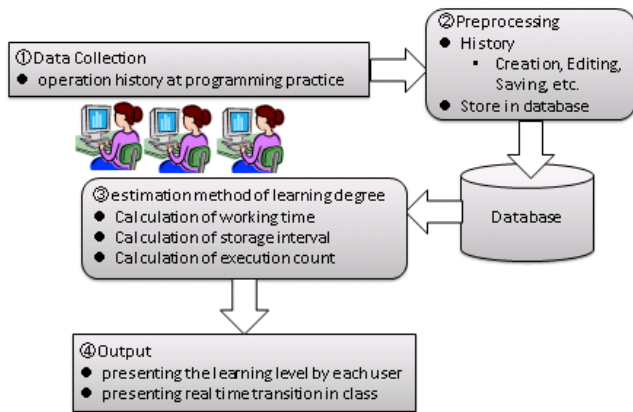 ①Data Collection
● operation history at programming practice
②Preprocessing
● History
▪ Creation, Editing,
Saving, etc.
● Store in database
Database
③estimation method of learning degree
● Calculation of working time
● Calculation of storage interval
● Calculation of execution count
④Output
● presenting the learning level by each user
● presenting real time transition in class